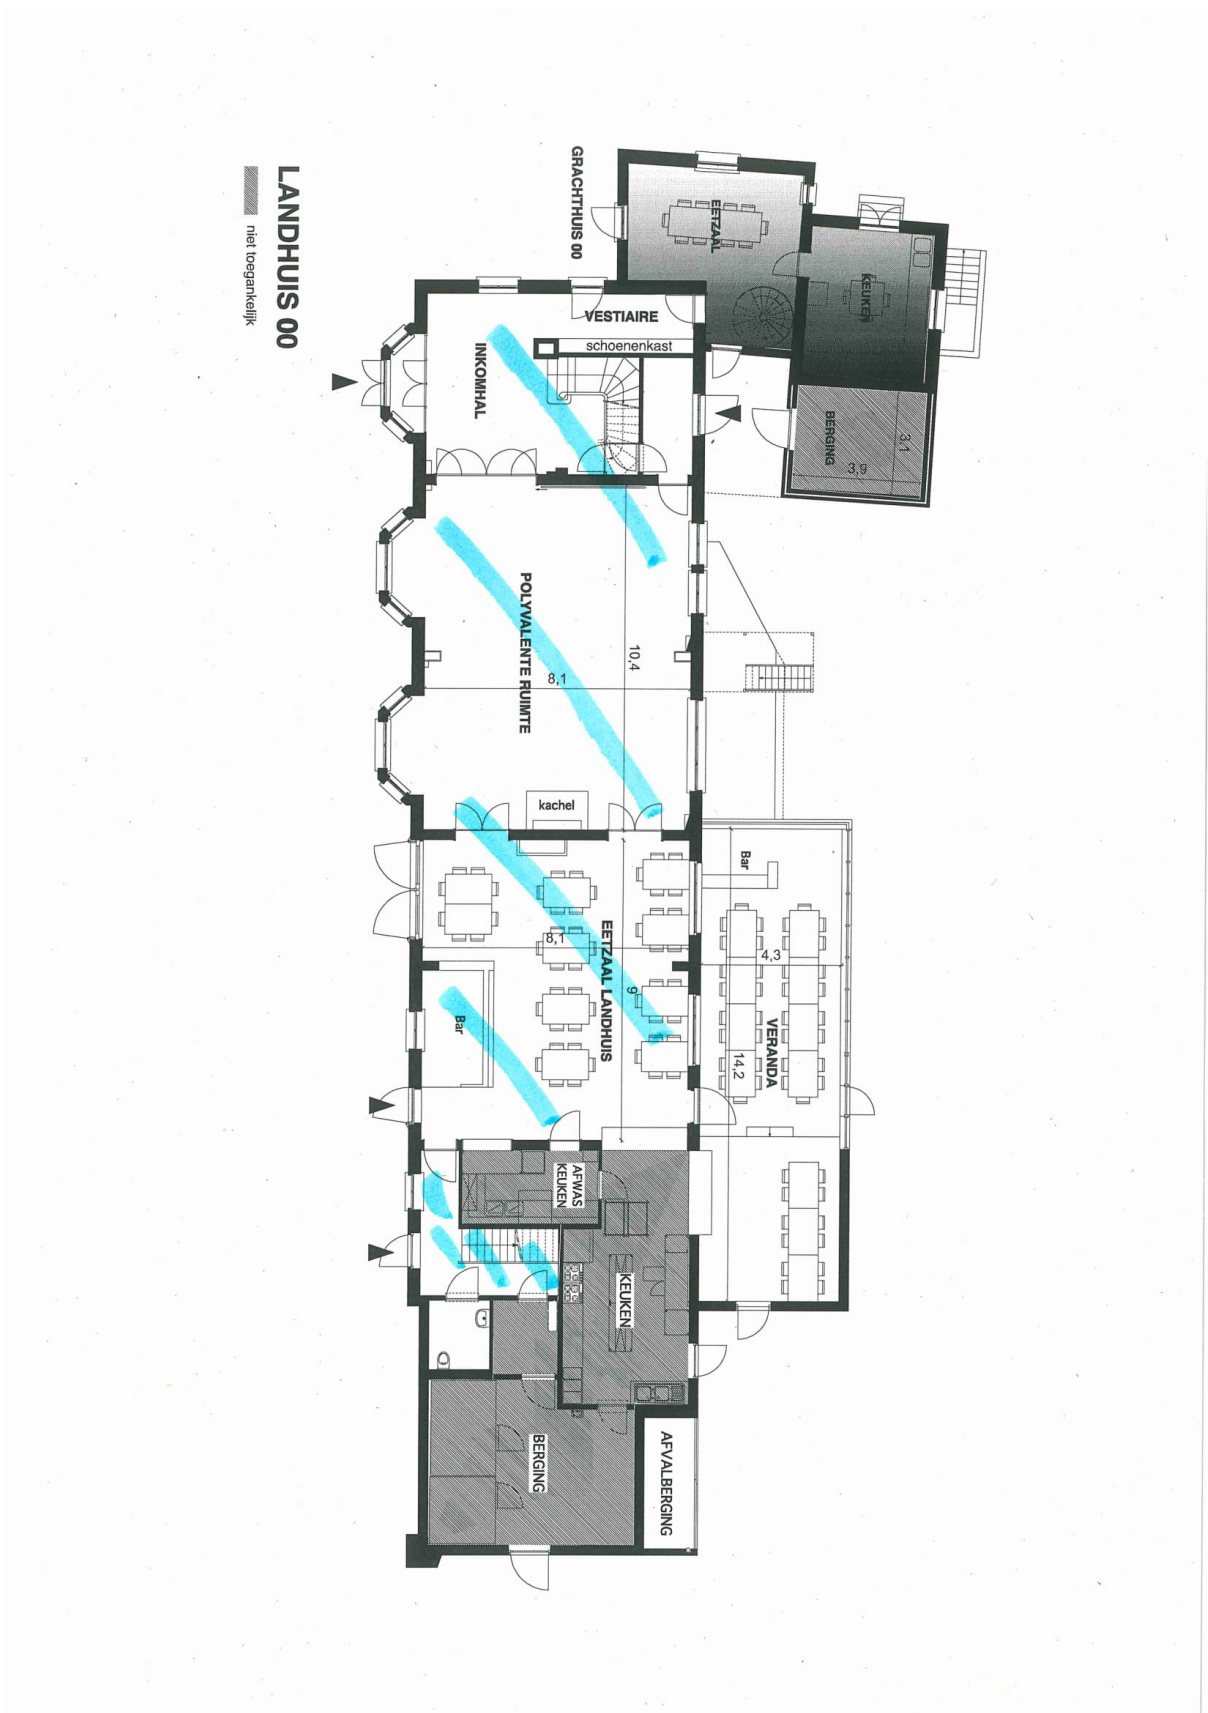 LANDHUIS 00
niet toegankelijk
GRACHTHUIS 00
EETZAAL
KEUKEN
BERGING
3.1
3,9
VESTIAIRE
schoenenkast
INKOMHAL
POLYVALENTE RUIMTE
10,4
8,1
kachel
EETZAAL LANDHUIS
8,1
9
Bar
Bar
4,3
VERANDA
14,2
AFWAS
KEUKEN
KEUKEN
BERGING
AFVALBERGING